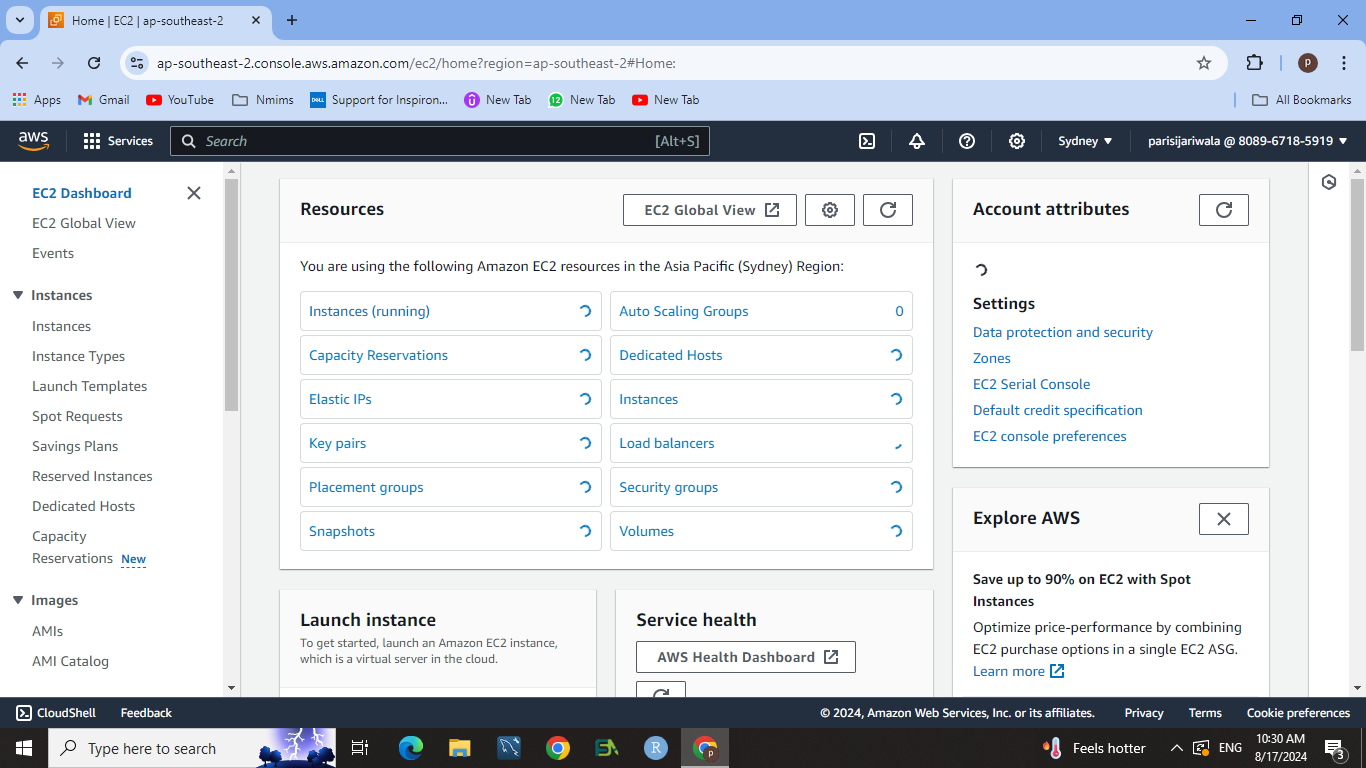 Home | EC2 | ap-southeast-2
ap-southeast-2.console.aws.amazon.com/ec2/home?region=ap-southeast-2#Home:
p
Apps
Gmail
YouTube
Nmims
DELL
Support for Inspiron...
New Tab
12
New Tab
New Tab
All Bookmarks
aws
Services
Search
[Alt+S]
Sydney
parisijariwala @ 8089-6718-5919
EC2 Dashboard
EC2 Global View
Events
Instances
Instances
Instance Types
Launch Templates
Spot Requests
Savings Plans
Reserved Instances
Dedicated Hosts
Capacity
Reservations New
Images
AMIs
AMI Catalog
Resources
EC2 Global View
You are using the following Amazon EC2 resources in the Asia Pacific (Sydney) Region:
Instances (running)
Auto Scaling Groups 0
Capacity Reservations
Dedicated Hosts
Elastic IPs
Instances
Key pairs
Load balancers
Placement groups
Security groups
Snapshots
Volumes
Launch instance
To get started, launch an Amazon EC2 instance,
which is a virtual server in the cloud.
Service health
AWS Health Dashboard
Account attributes
Settings
Data protection and security
Zones
EC2 Serial Console
Default credit specification
EC2 console preferences
Explore AWS
Save up to 90% on EC2 with Spot
Instances
Optimize price-performance by combining
EC2 purchase options in a single EC2 ASG.
Learn more
CloudShell
Feedback
© 2024, Amazon Web Services, Inc. or its affiliates.
Privacy
Terms
Cookie preferences
Type here to search
R
p
Feels hotter
ENG
10:30 AM
8/17/2024
3